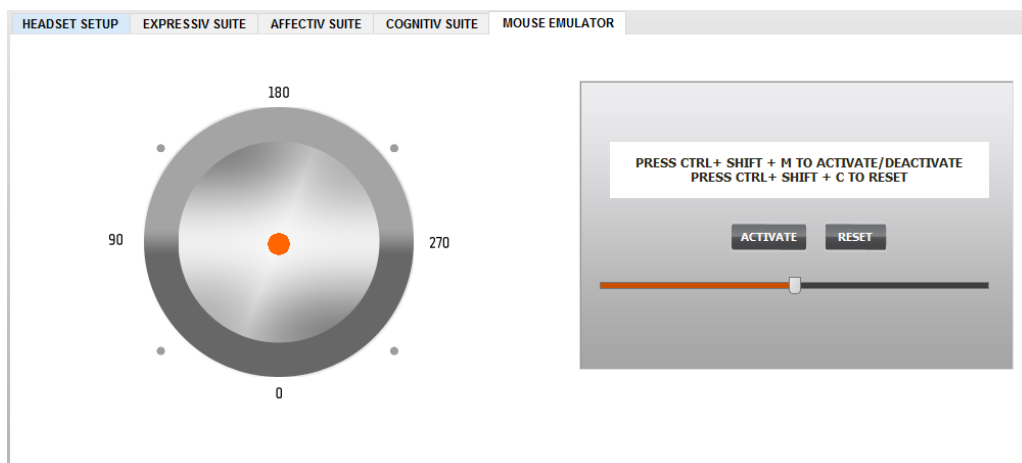 HEADSET SETUP EXPRESSIV SUITE AFFECTIV SUITE COGNITIV SUITE MOUSE EMULATOR
180
90
270
0
PRESS CTRL+ SHIFT + M TO ACTIVATE/DEACTIVATE
PRESS CTRL+ SHIFT + C TO RESET
ACTIVATE RESET